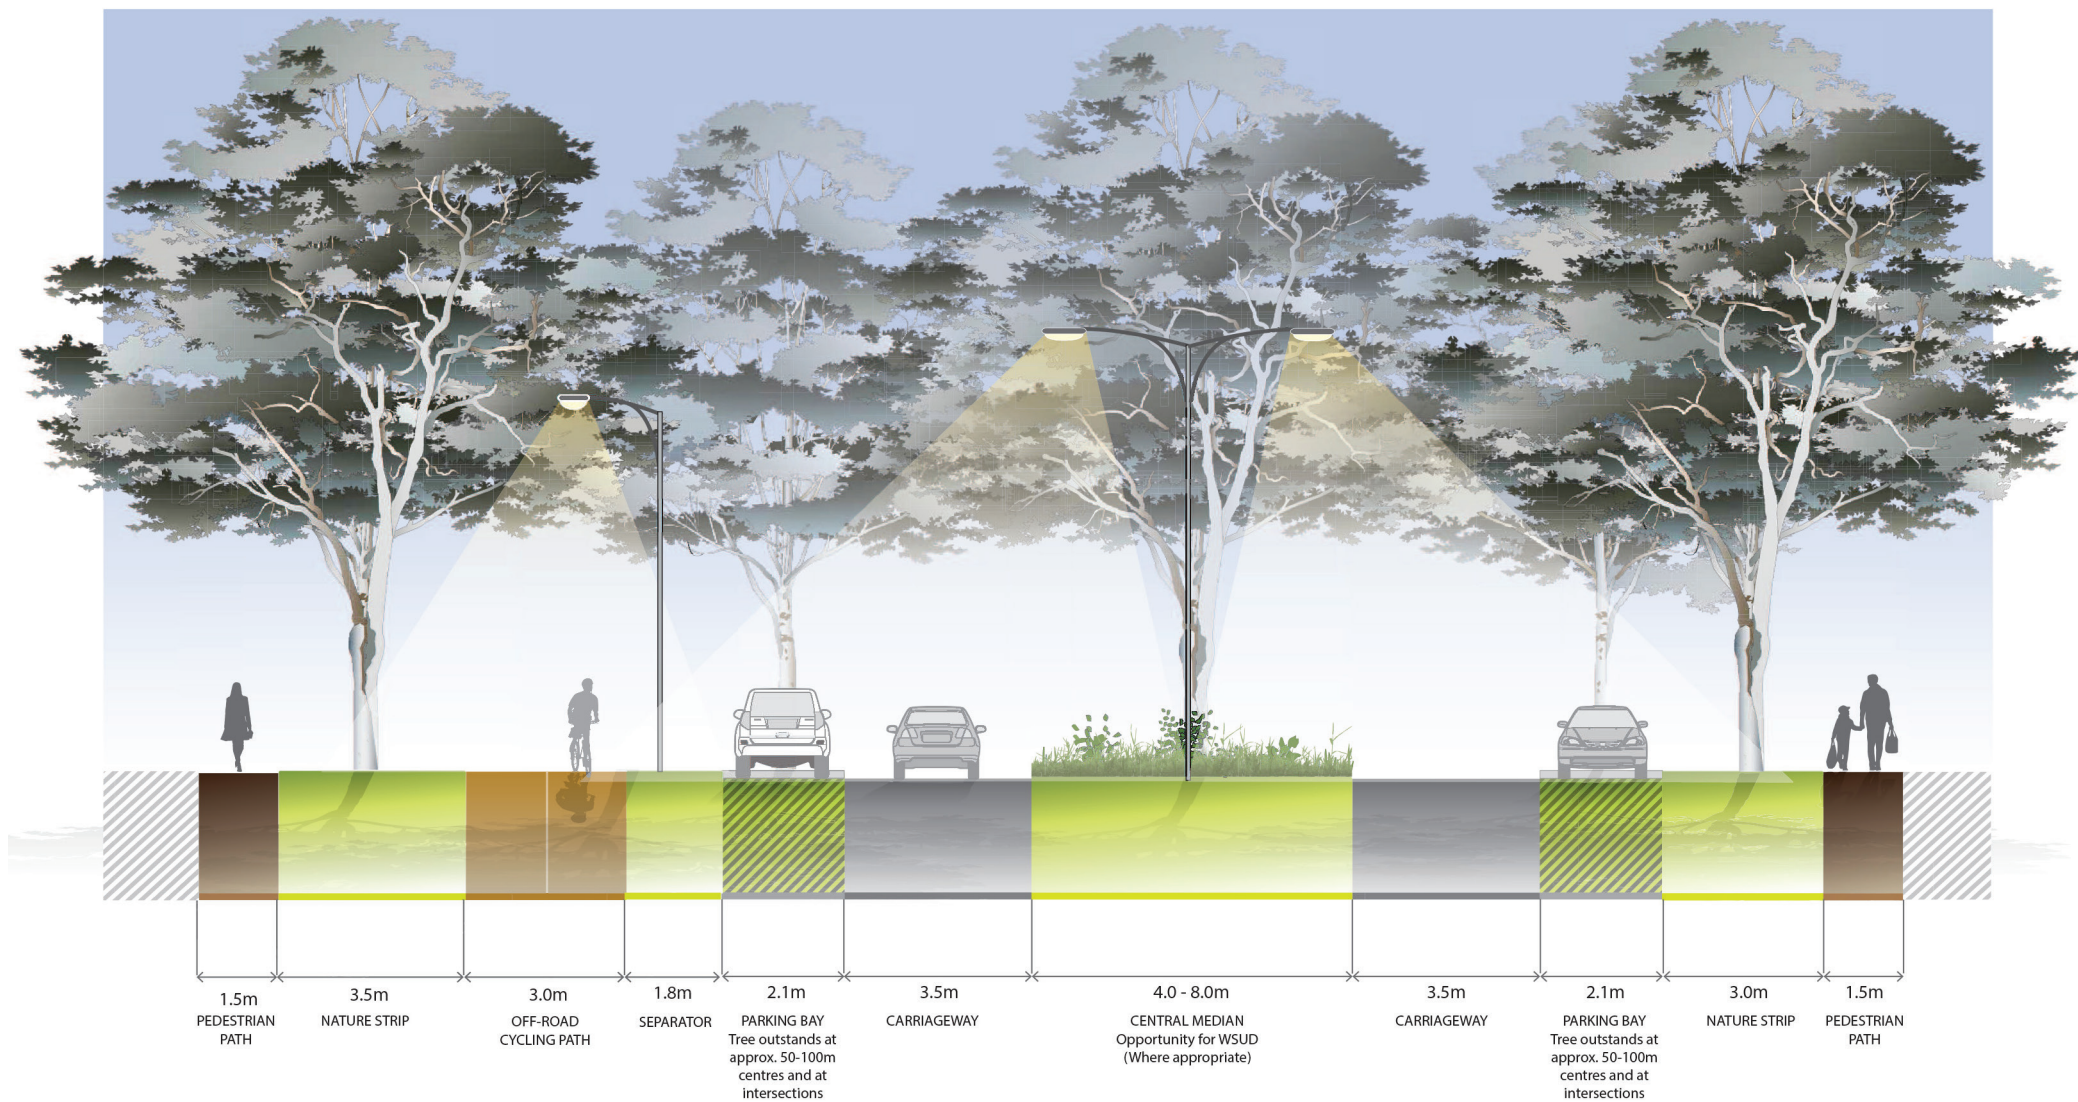 1.5m
PEDESTRIAN
PATH
3.5m
NATURE STRIP
3.0m
OFF-ROAD
CYCLING PATH
1.8m
SEPARATOR
2.1m
PARKING BAY
Tree outstands at
approx. 50-100m
centres and at
intersections
3.5m
CARRIAGEWAY
4.0 - 8.0m
CENTRAL MEDIAN
Opportunity for WSUD
(Where appropriate)
3.5m
CARRIAGEWAY
2.1m
PARKING BAY
Tree outstands at
approx. 50-100m
centres and at
intersections
3.0m
NATURE STRIP
1.5m
PEDESTRIAN
PATH